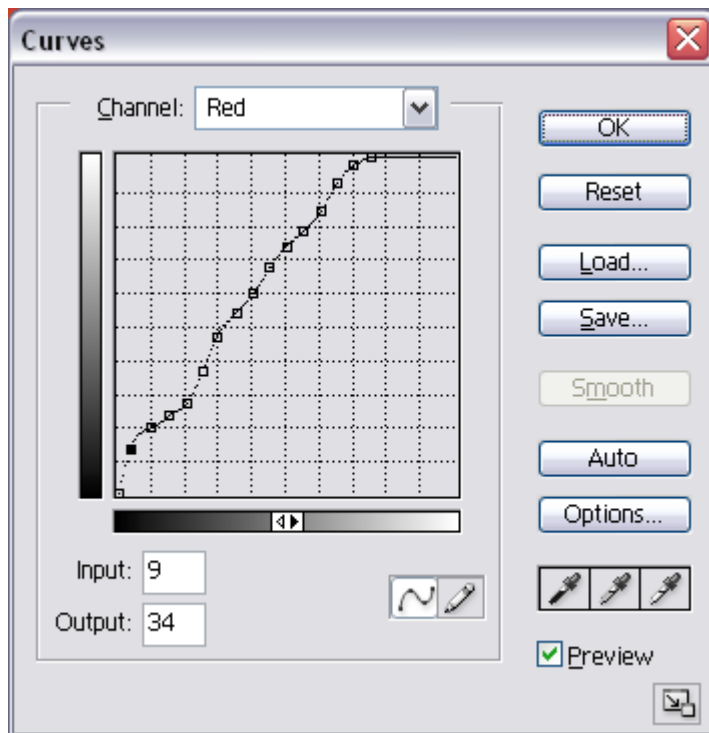 Curves
Channel: Red
OK
Reset
Load...
Save...
Smooth
Auto
Options...
Input: 9
Output: 34
Preview